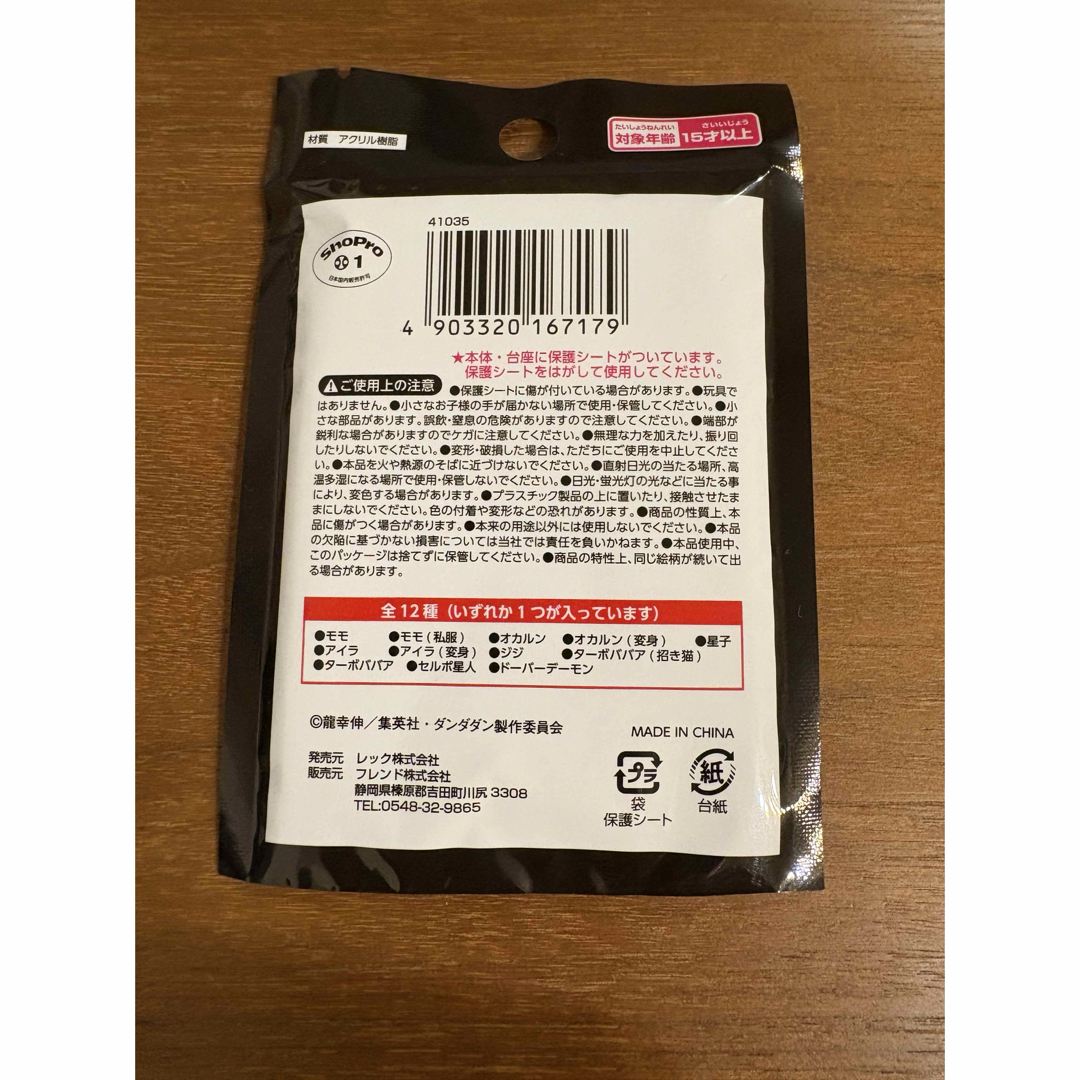 材質 アクリル樹脂
たいしょうねんれい さいいじょう
対象年齢 15才以上
41035
ShoPro
1
日本国内販売許可
4 903320 167179
★本体・台座に保護シートがついています。
保護シートをはがして使用してください。
ご使用上の注意 ●保護シートに傷が付いている場合があります。●玩具で
はありません。●小さなお子様の手が届かない場所で使用・保管してください。●小
さな部品があります。誤飲・窒息の危険がありますので注意してください。●端部が
鋭利な場合がありますのでケガに注意してください。●無理な力を加えたり、振り回
したりしないでください。●変形・破損した場合は、ただちにご使用を中止してくださ
い。●本品を火や熱源のそばに近づけないでください。●直射日光の当たる場所、高
温多湿になる場所で使用・保管しないでください。●日光・蛍光灯の光などに当たる事
により、変色する場合があります。●プラスチック製品の上に置いたり、接触させたま
まにしないでください。色の付着や変形などの恐れがあります。●商品の性質上、本
品に傷がつく場合があります。●本来の用途以外には使用しないでください。●本品
の欠陥に基づかない損害については当社では責任を負いかねます。●本品使用中、
このパッケージは捨てずに保管してください。●商品の特性上、同じ絵柄が続いて出
る場合があります。
全12種（いずれか1つが入っています）
●モモ ●モモ（私服） ●オカルン ●オカルン（変身） ●星子
●アイラ ●アイラ（変身） ●ジジ ●ターボババア（招き猫）
●ターボババア ●セルポ星人 ●ドーバーデーモン
©龍幸伸／集英社・ダンダダン製作委員会
MADE IN CHINA
発売元 レック株式会社
販売元 フレンド株式会社
静岡県榛原郡吉田町川尻 3308
TEL:0548-32-9865
プラ
袋
保護シート
紙
台紙